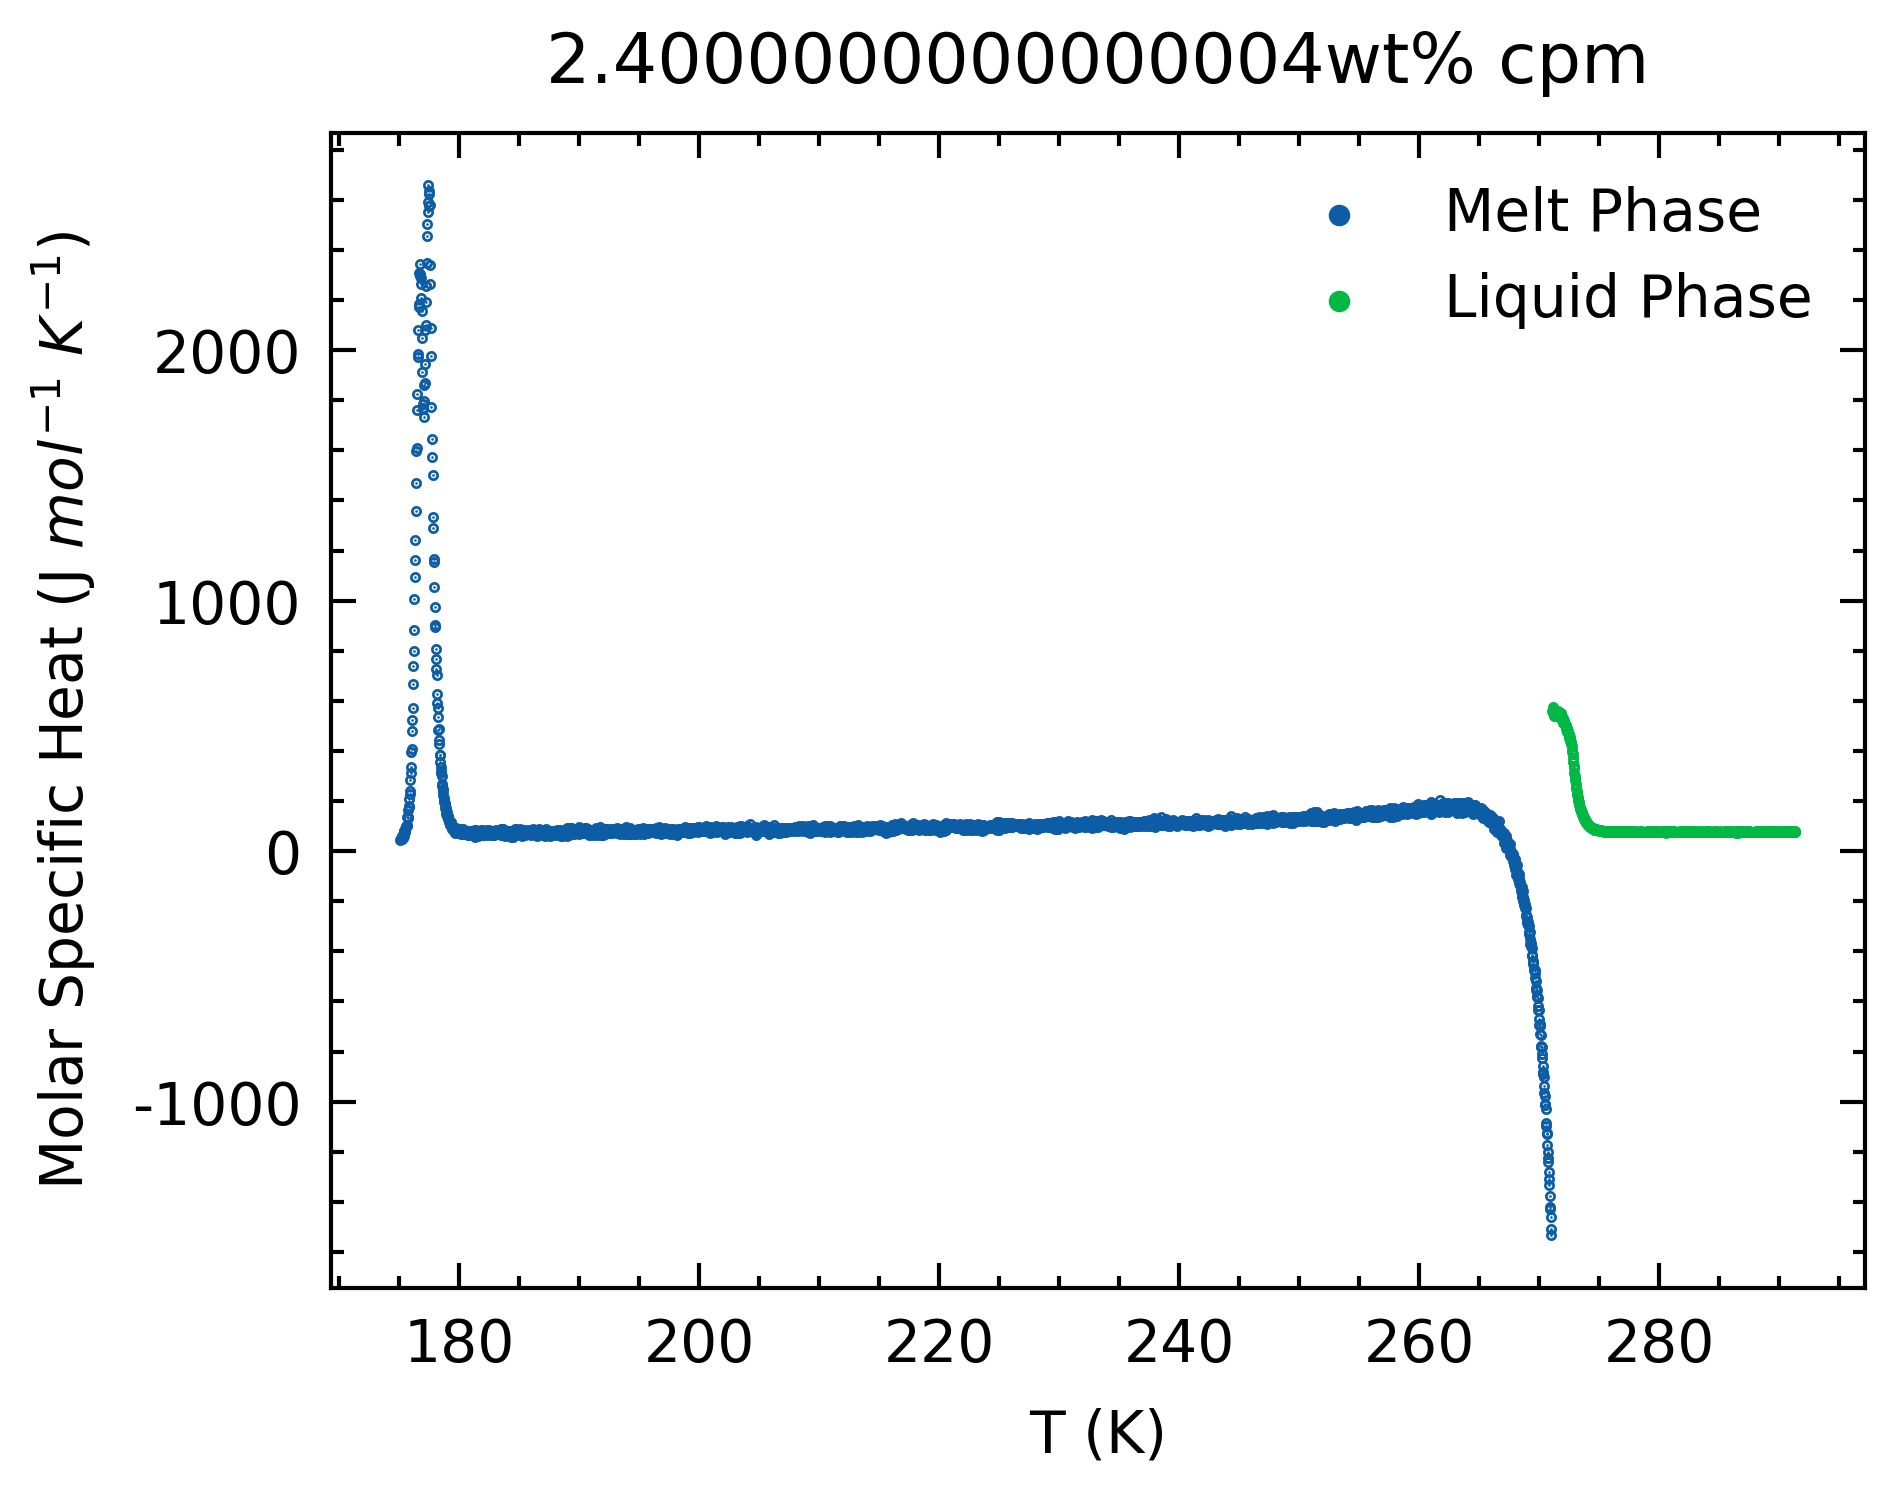 2.4000000000000004wt% cpm
Melt Phase
Liquid Phase
Molar Specific Heat (J mol⁻¹ K⁻¹)
2000
1000
0
-1000
180 200 220 240 260 280
T (K)